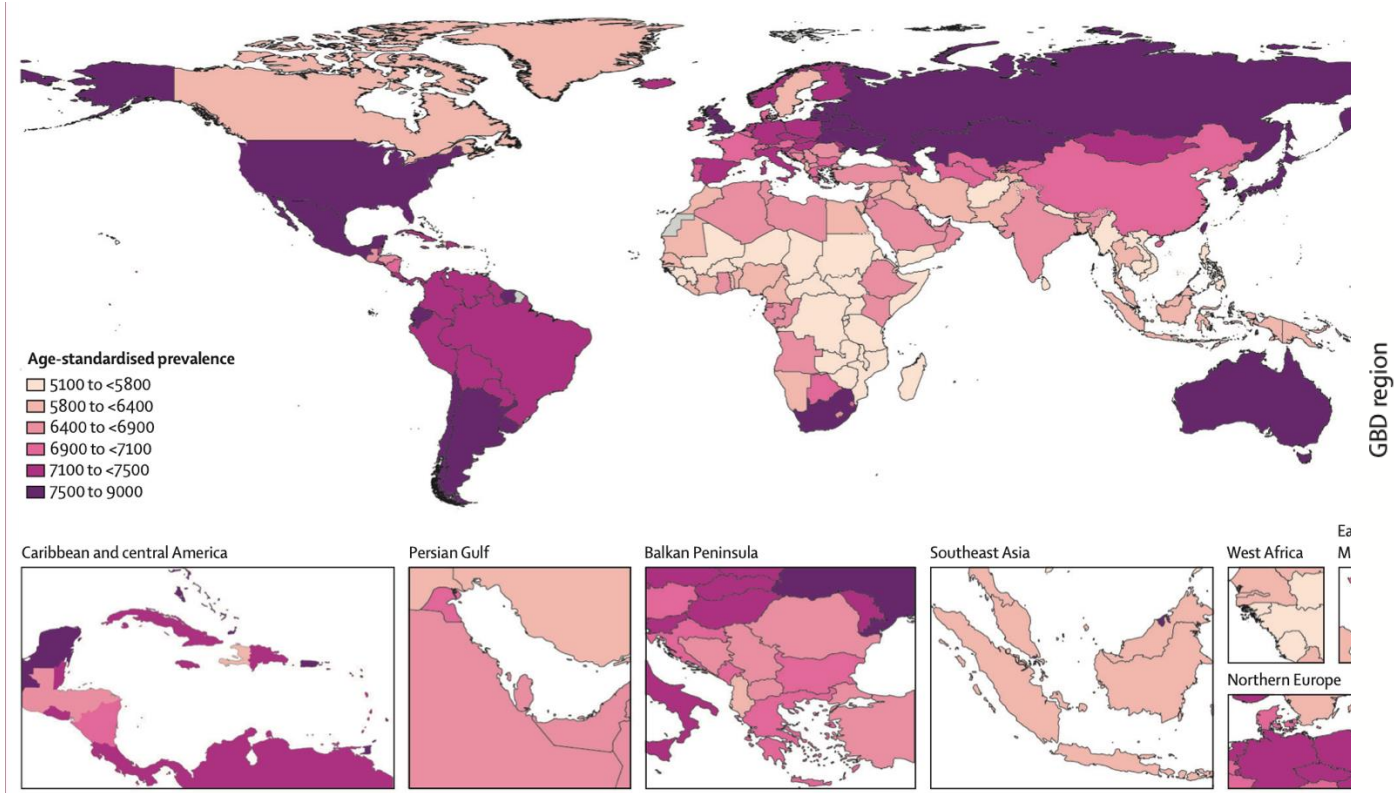 Age-standardised prevalence
5100 to <5800
5800 to <6400
6400 to <6900
6900 to <7100
7100 to <7500
7500 to 9000
GBD region
Caribbean and central America
Persian Gulf
Balkan Peninsula
Southeast Asia
West Africa
Ea
M
Northern Europe